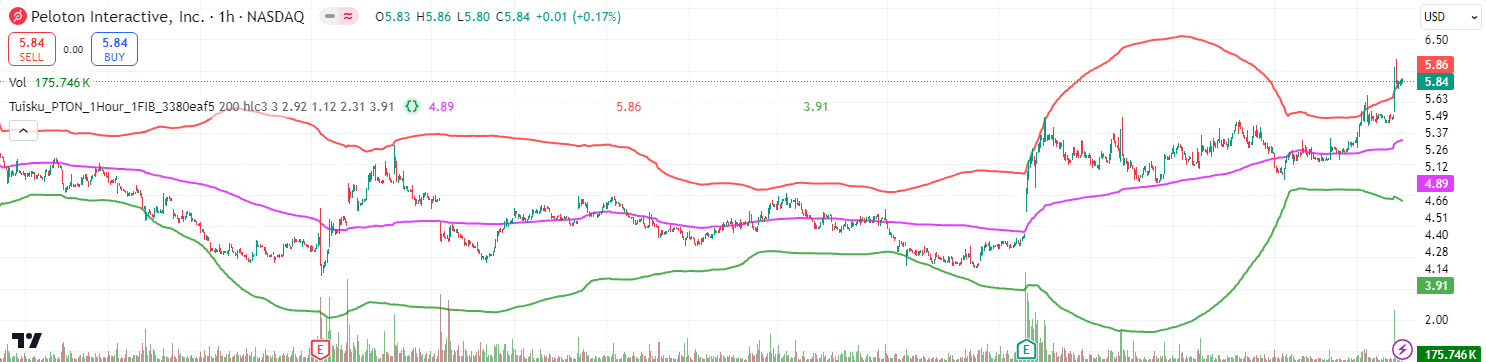 Peloton Interactive, Inc. · 1h · NASDAQ O5.83 H5.86 L5.80 C5.84 +0.01 (+0.17%)
USD
5.84 SELL 0.00 5.84 BUY
Vol 175.746 K
Tuisku_PTON_1Hour_1FIB_3380eaf5 200 hlc3 3 2.92 1.12 2.31 3.91 {} 4.89 5.86 3.91
6.50
5.86
5.84
5.63
5.49
5.37
5.26
5.12
4.89
4.66
4.51
4.40
4.28
4.14
3.91
2.00
175.746 K
E
E